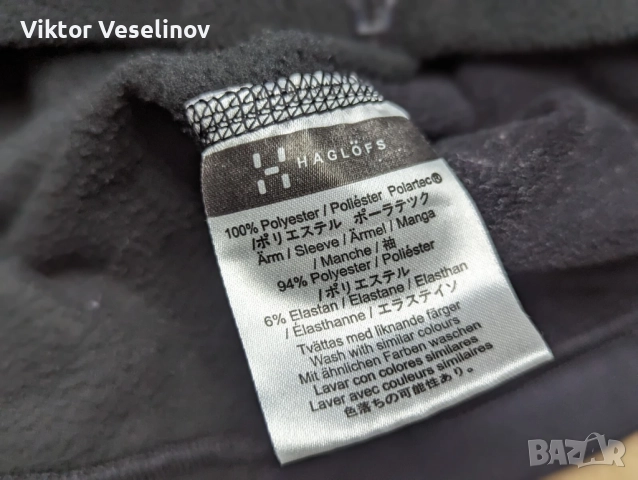 Viktor Veselinov
HAGLÖFS
100% Polyester / Poliéster Polartec®
/ポリエステル ポーラテック
Ärm / Sleeve / Ärmel / Manga
/ Manche / 袖
94% Polyester / Poliéster
/ポリエステル
6% Elastan / Elastane / Elasthan
/ Élasthanne / エラステイン
Tvättas med liknande färger
Wash with similar colours
Mit ähnlichen Farben waschen
Lavar con colores similares
Laver avec couleurs similaires
色落ちの可能性あり。
BAZAR